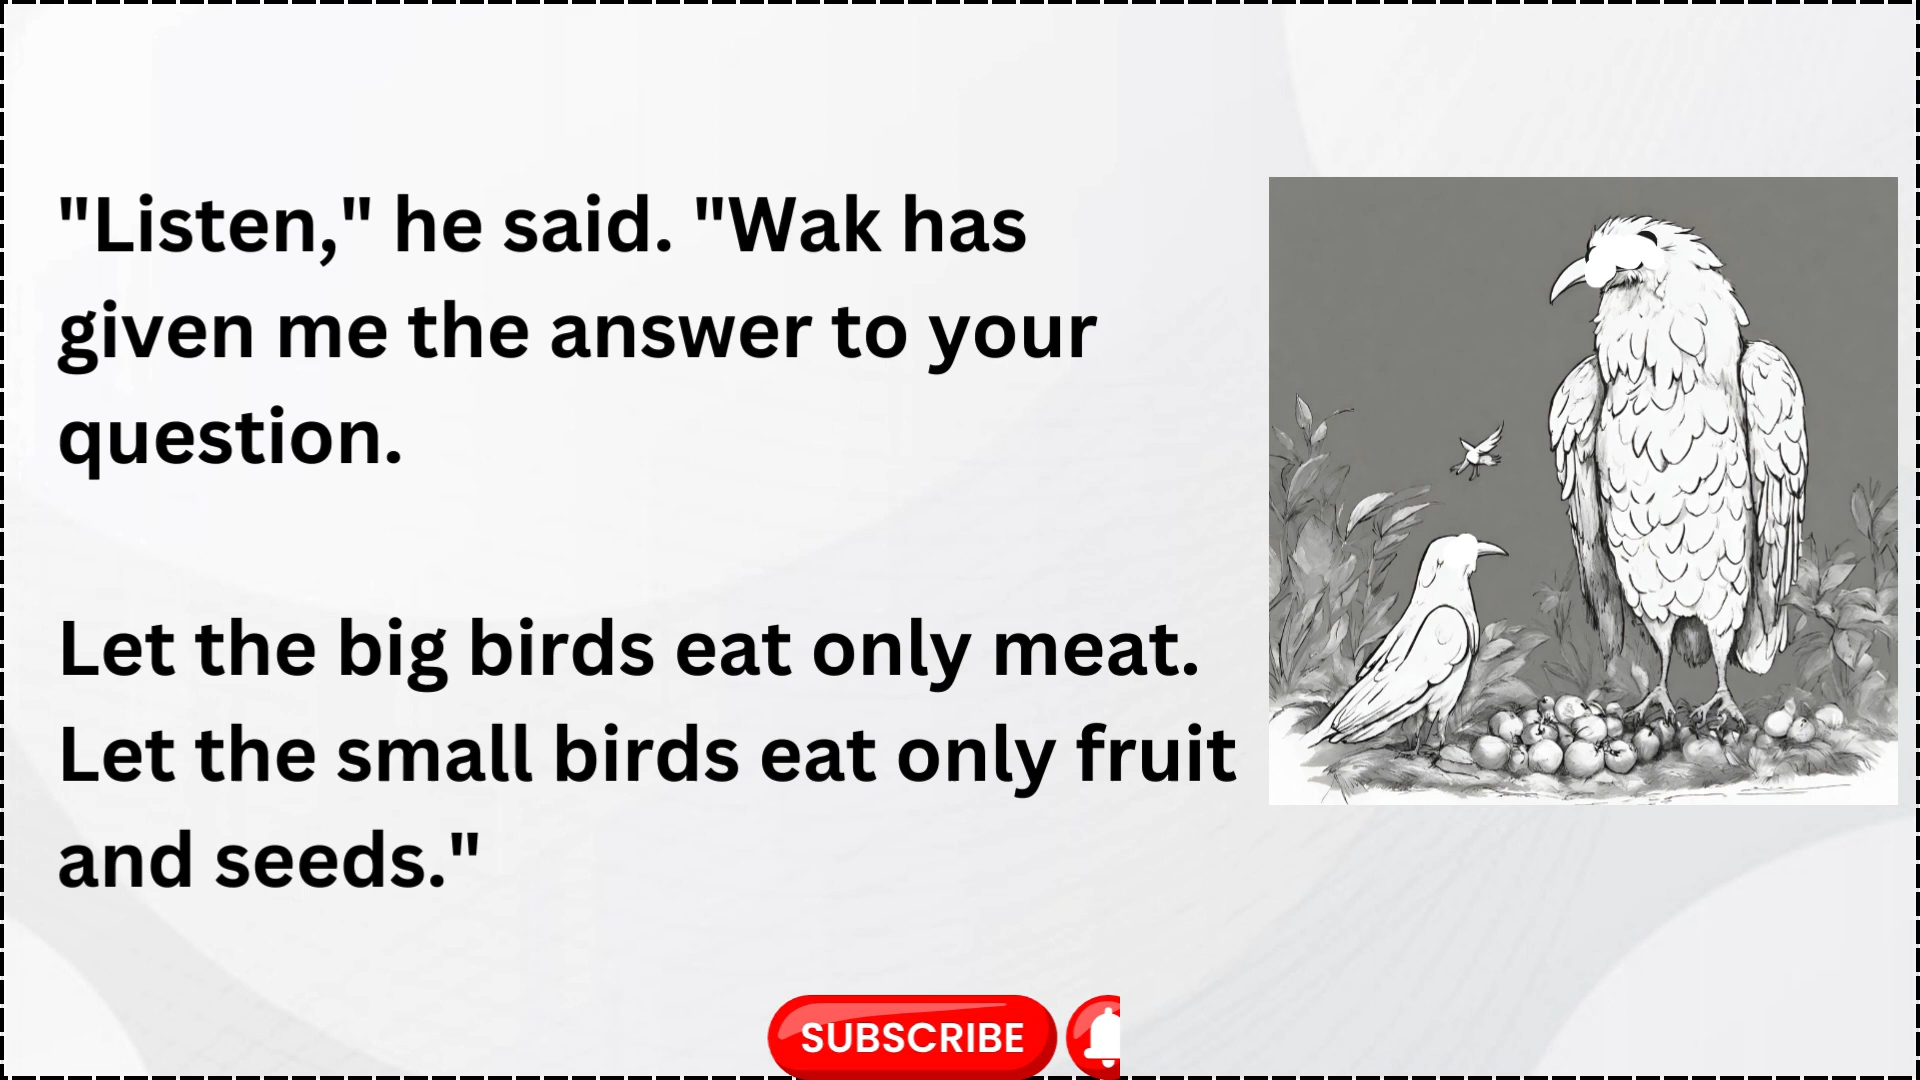 "Listen," he said. "Wak has
given me the answer to your
question.
Let the big birds eat only meat.
Let the small birds eat only fruit
and seeds."
SUBSCRIBE